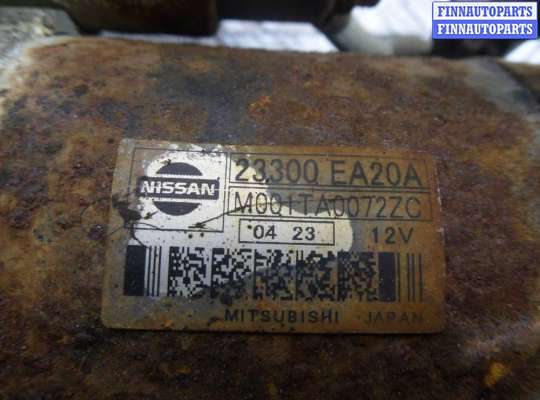 FINNAUTOPARTS
FINNAUTOPARTS
NISSAN
23300 EA20A
M001TA0072ZC
04 23
12V
MITSUBISHI JAPAN